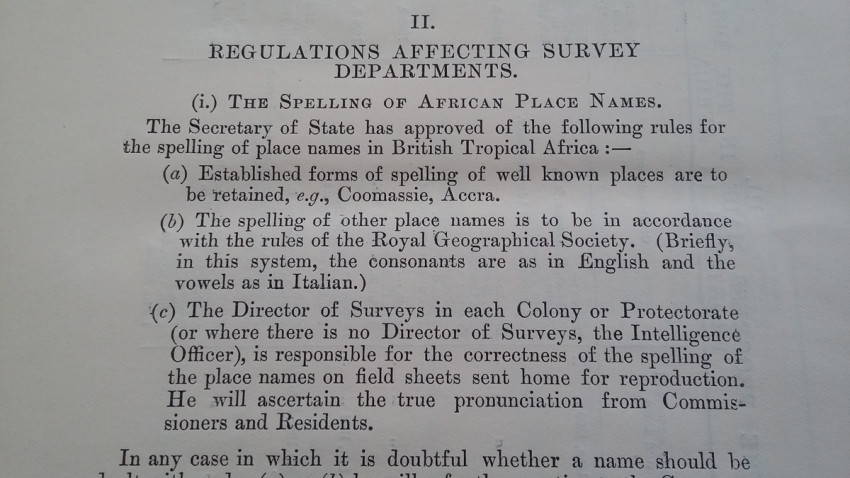 II.
REGULATIONS AFFECTING SURVEY
DEPARTMENTS.
(i.) THE SPELLING OF AFRICAN PLACE NAMES.
The Secretary of State has approved of the following rules for
the spelling of place names in British Tropical Africa :—
(a) Established forms of spelling of well known places are to
be retained, e.g., Coomassie, Accra.
(b) The spelling of other place names is to be in accordance
with the rules of the Royal Geographical Society. (Briefly,
in this system, the consonants are as in English and the
vowels as in Italian.)
(c) The Director of Surveys in each Colony or Protectorate
(or where there is no Director of Surveys, the Intelligence
Officer), is responsible for the correctness of the spelling of
the place names on field sheets sent home for reproduction.
He will ascertain the true pronunciation from Commis-
sioners and Residents.
In any case in which it is doubtful whether a name should be